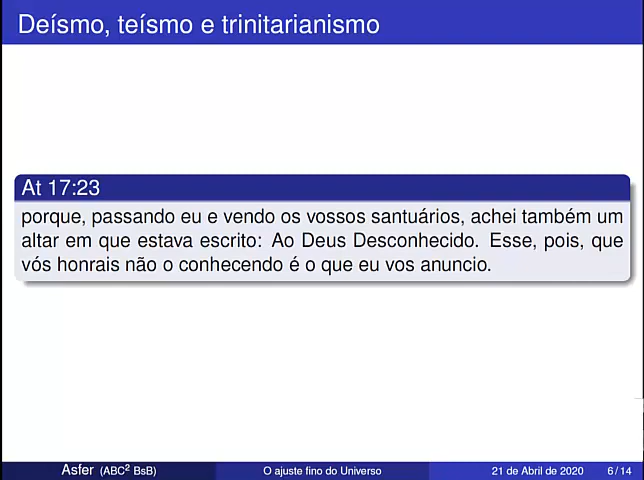 Deísmo, teísmo e trinitarianismo
At 17:23
porque, passando eu e vendo os vossos santuários, achei também um
altar em que estava escrito: Ao Deus Desconhecido. Esse, pois, que
vós honrais não o conhecendo é o que eu vos anuncio.
Asfer (ABC² BsB) O ajuste fino do Universo 21 de Abril de 2020 6 / 14